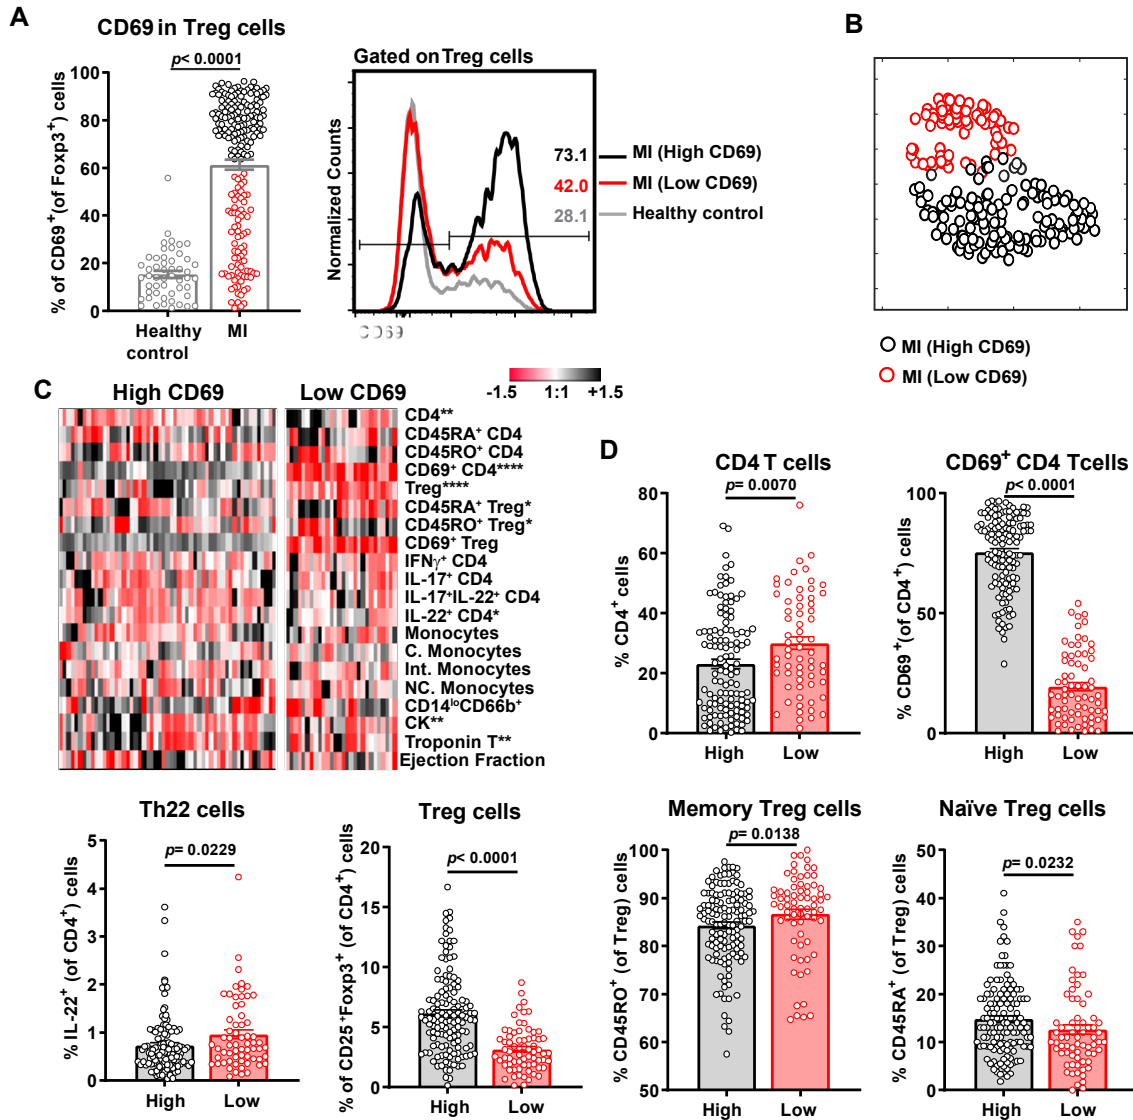 A
CD69 in Treg cells
p< 0.0001
% of CD69⁺(of Foxp3⁺) cells
100
80
60
40
20
0
Healthy control
MI
Gated on Treg cells
Normalized Counts
CD69
73.1 MI (High CD69)
42.0 MI (Low CD69)
28.1 Healthy control
B
MI (High CD69)
MI (Low CD69)
C
High CD69
Low CD69
-1.5 1:1 +1.5
CD4**
CD45RA⁺ CD4
CD45RO⁺ CD4
CD69⁺ CD4****
Treg****
CD45RA⁺ Treg*
CD45RO⁺ Treg*
CD69⁺ Treg
IFNγ⁺ CD4
IL-17⁺ CD4
IL-17⁺IL-22⁺ CD4
IL-22⁺ CD4*
Monocytes
C. Monocytes
Int. Monocytes
NC. Monocytes
CD14ˡᵒCD66b⁺
CK**
Troponin T**
Ejection Fraction
D
CD4 T cells
p= 0.0070
% CD4⁺ cells
80
60
40
20
0
High Low
CD69⁺ CD4 Tcells
p< 0.0001
% CD69⁺(of CD4⁺) cells
100
50
0
High Low
Th22 cells
p= 0.0229
% IL-22⁺ (of CD4⁺) cells
5
4
3
2
1
0
High Low
Treg cells
p< 0.0001
% of CD25⁺Foxp3⁺ (of CD4⁺) cells
20
15
10
5
0
High Low
Memory Treg cells
p= 0.0138
% CD45RO⁺ (of Treg) cells
100
90
80
70
60
50
High Low
Naïve Treg cells
p= 0.0232
% CD45RA⁺ (of Treg) cells
50
40
30
20
10
0
High Low